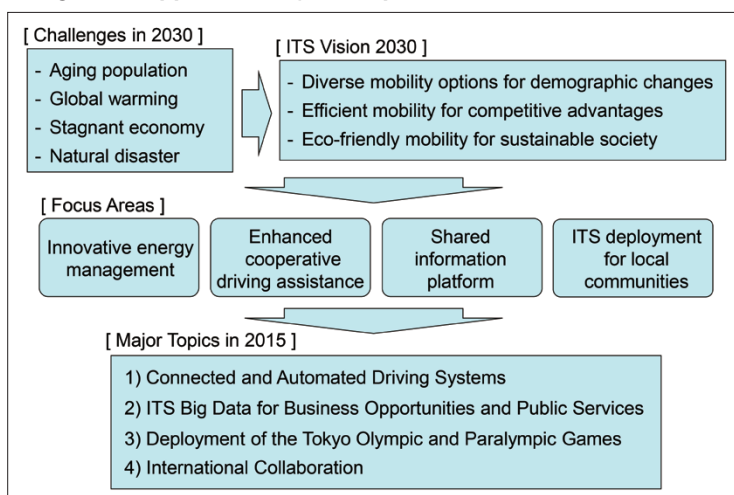 [ Challenges in 2030 ]
- Aging population
- Global warming
- Stagnant economy
- Natural disaster
[ ITS Vision 2030 ]
- Diverse mobility options for demographic changes
- Efficient mobility for competitive advantages
- Eco-friendly mobility for sustainable society
[ Focus Areas ]
Innovative energy
management
Enhanced
cooperative
driving assistance
Shared
information
platform
ITS deployment
for local
communities
[ Major Topics in 2015 ]
1) Connected and Automated Driving Systems
2) ITS Big Data for Business Opportunities and Public Services
3) Deployment of the Tokyo Olympic and Paralympic Games
4) International Collaboration